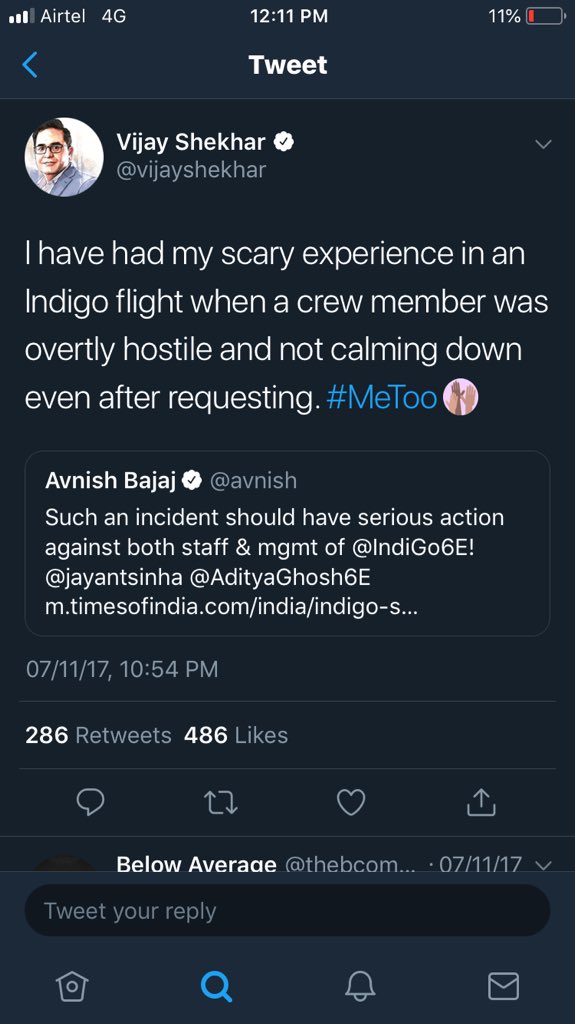 Airtel 4G 12:11 PM 11%
Tweet
Vijay Shekhar
@vijayshekhar
I have had my scary experience in an
Indigo flight when a crew member was
overtly hostile and not calming down
even after requesting. #MeToo
Avnish Bajaj @avnish
Such an incident should have serious action
against both staff & mgmt of @IndiGo6E!
@jayantsinha @AdityaGhosh6E
m.timesofindia.com/india/indigo-s...
07/11/17, 10:54 PM
286 Retweets 486 Likes
Below Average @thebcom... · 07/11/17
Tweet your reply